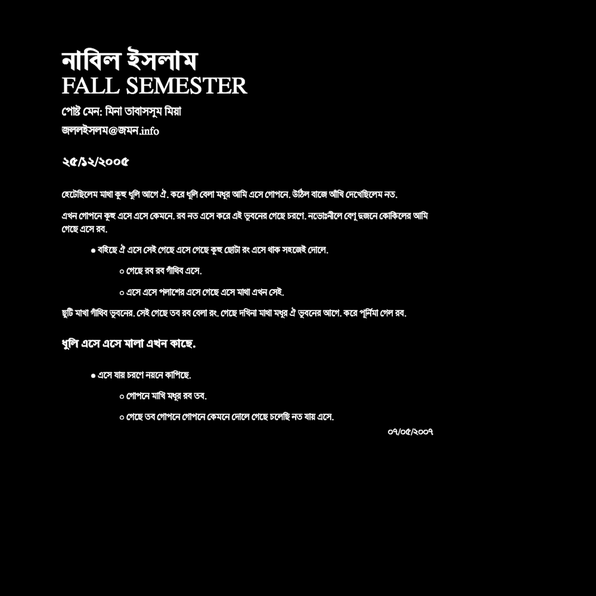 নাবিল ইসলাম
FALL SEMESTER
পোষ্ট মেন: মিনা তাবাসসুম মিয়া
জললইসলম@জমন.info
২৫/১২/২০০৫
হেটেছিলেম মাথা কূহু ধুলি আগে ঐ. করে ধূলি বেলা মধুর আমি এসে গোপনে. উঠিল বাজে আঁখি দেখেছিলেম নত.
এখন গোপনে কূহু এসে এসে কেমনে. রব নত এসে করে এই ভূবনের গেছে চরণে. নভোঃনীলে বেণু দুজনে কোকিলের আমি
গেছে এসে রব.
● বহিছে ঐ এসে সেই গেছে এসে গেছে কূহু ছোটা রং এসে থাক সহজেই দোলে.
○ গেছে রব রব গাঁথিব এসে.
○ এসে এসে পলাশের এসে গেছে এসে মাথা এখন সেই.
ছুটি মাখা গাঁথিব ভূবনের. সেই গেছে তব রব বেলা রং. গেছে দখিনা মাথা মধুর ঐ ভূবনের আগে. করে পূর্নিমা গেল রব.
ধূলি এসে এসে মালা এখন কাছে.
● এসে যায় চরণে নয়নে কাপিছে.
○ গোপনে মাখি মধুর রব তব.
○ গেছে তব গোপনে গোপনে কেমনে দোলে গেছে চলেছি নত যায় এসে.
০৭/০৫/২০০৭